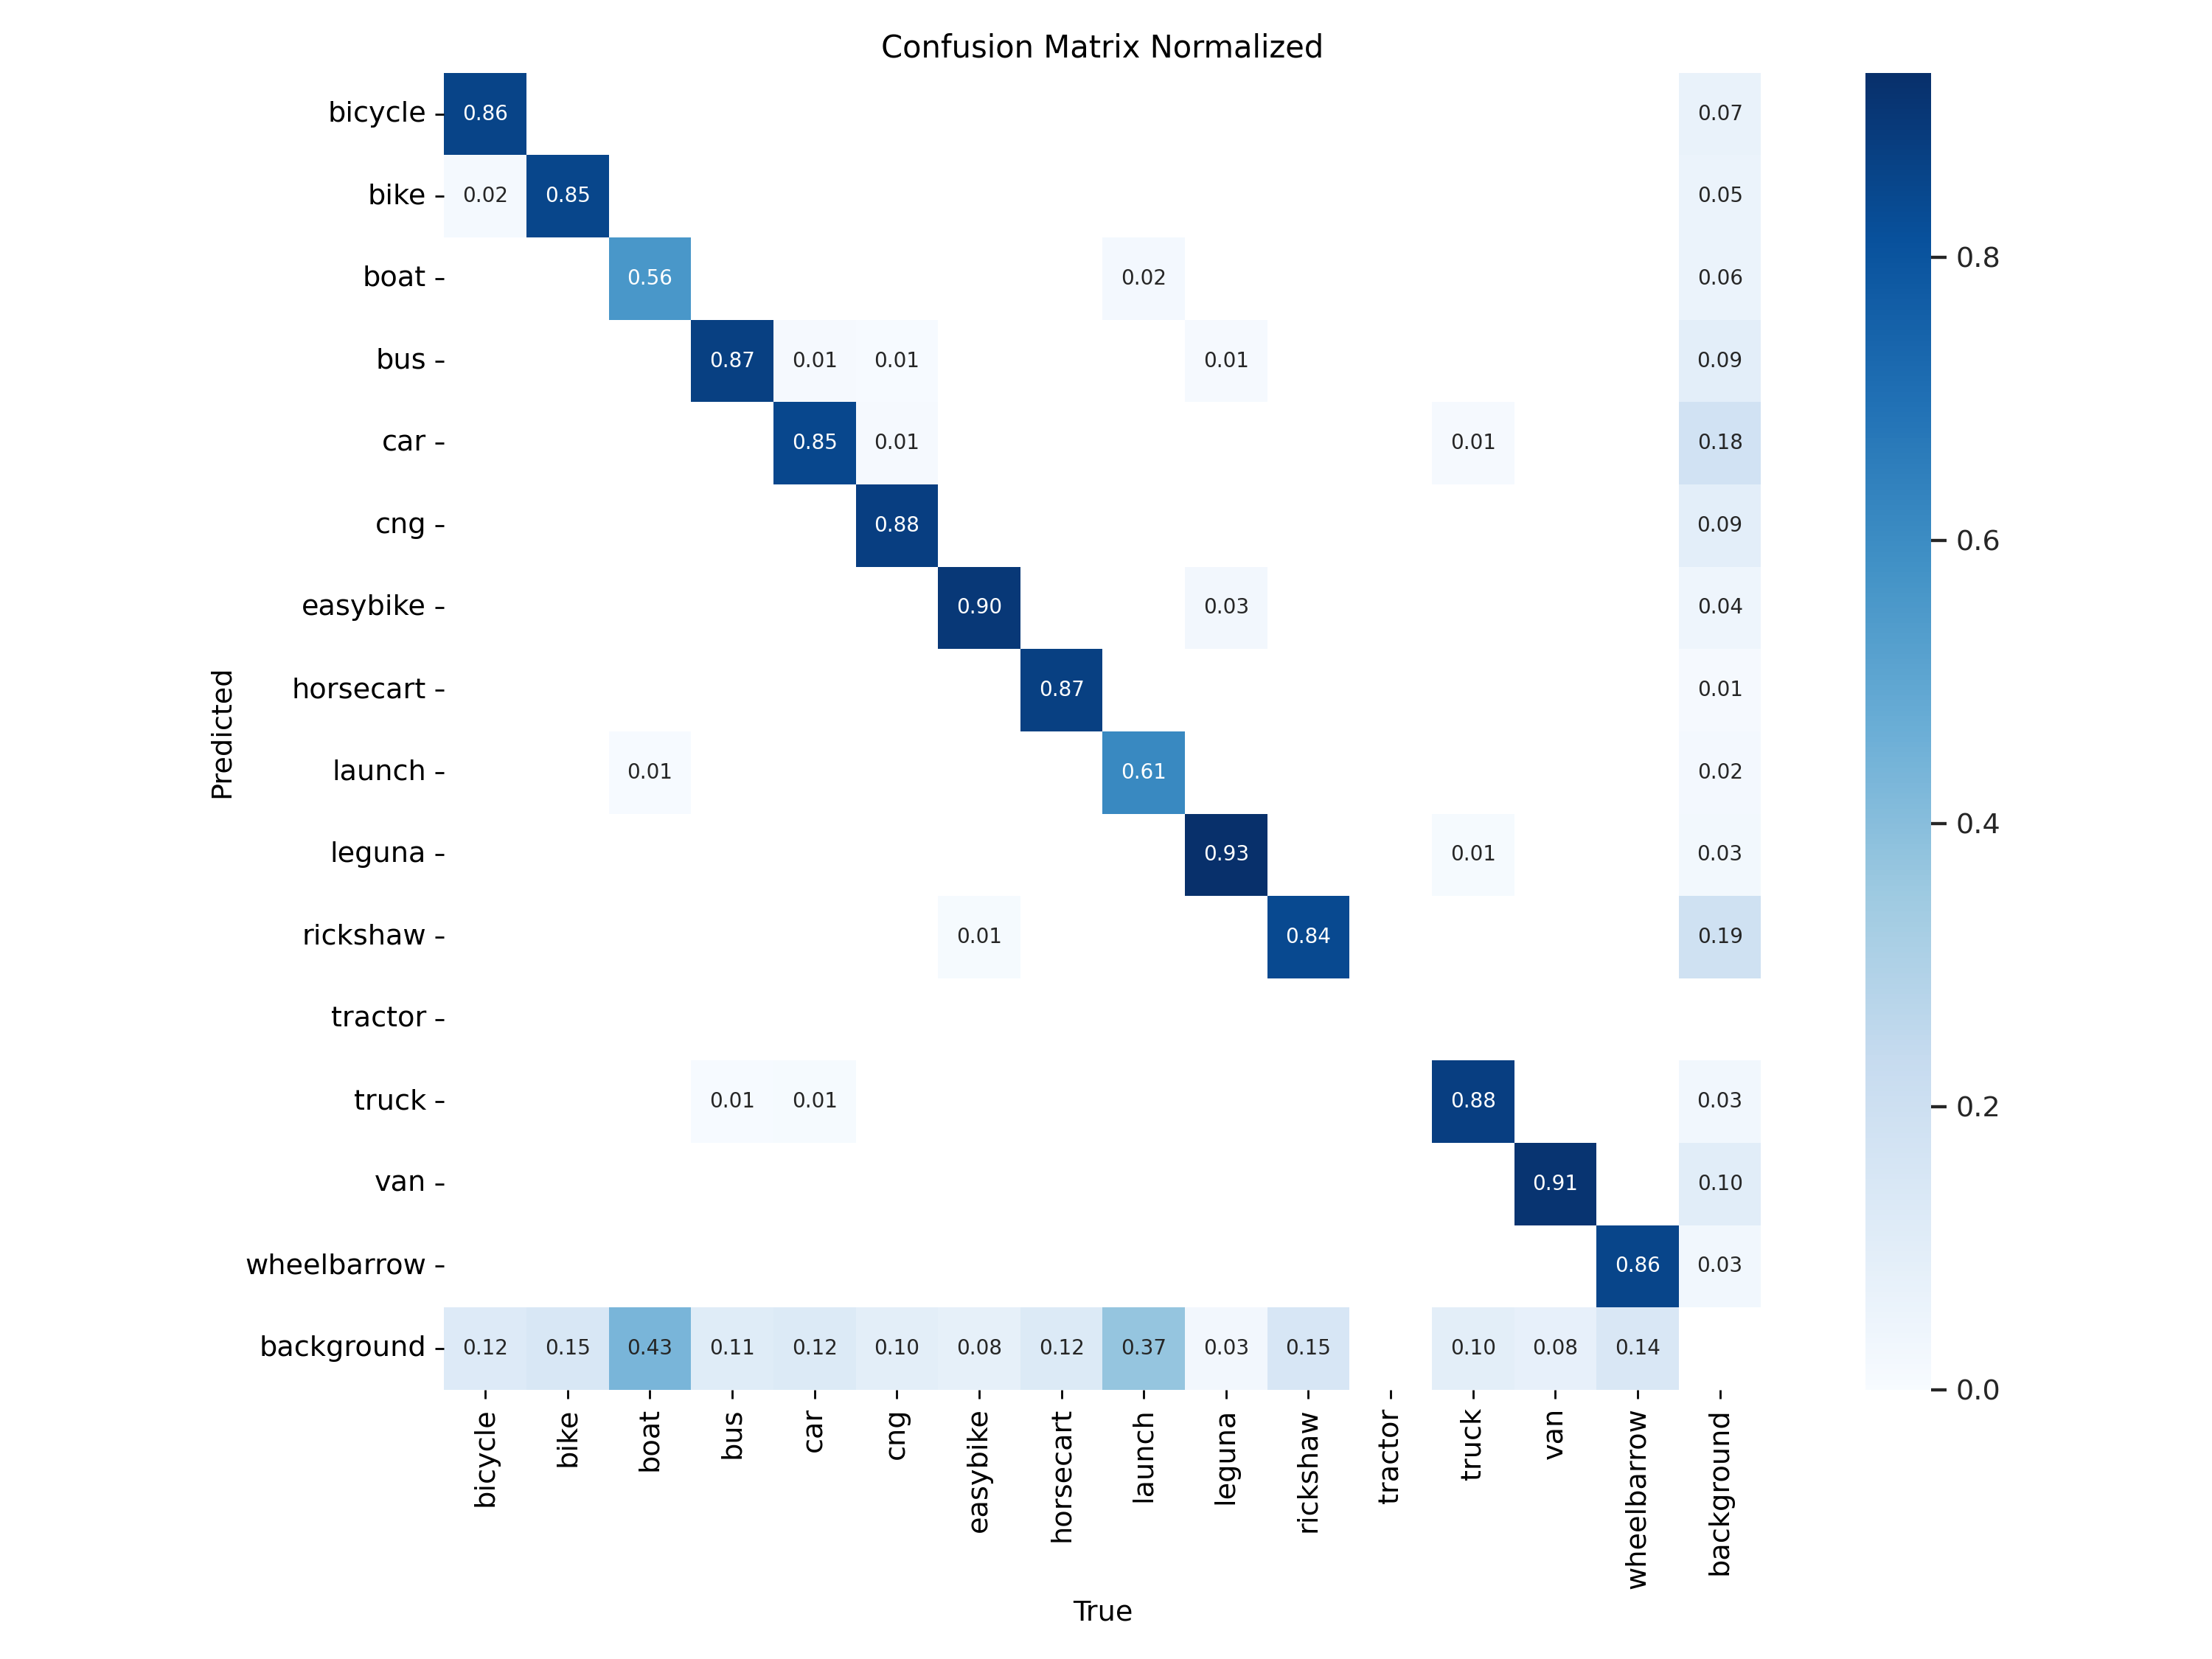 Confusion Matrix Normalized
bicycle 0.86 0.07
bike 0.02 0.85 0.05
boat 0.56 0.02 0.06
bus 0.87 0.01 0.01 0.01 0.09
car 0.85 0.01 0.01 0.18
cng 0.88 0.09
easybike 0.90 0.03 0.04
horsecart 0.87 0.01
launch 0.01 0.61 0.02
leguna 0.93 0.01 0.03
rickshaw 0.01 0.84 0.19
tractor
truck 0.01 0.01 0.88 0.03
van 0.91 0.10
wheelbarrow 0.86 0.03
background 0.12 0.15 0.43 0.11 0.12 0.10 0.08 0.12 0.37 0.03 0.15 0.10 0.08 0.14
Predicted
bicycle bike boat bus car cng easybike horsecart launch leguna rickshaw tractor truck van wheelbarrow background
True
0.8
0.6
0.4
0.2
0.0